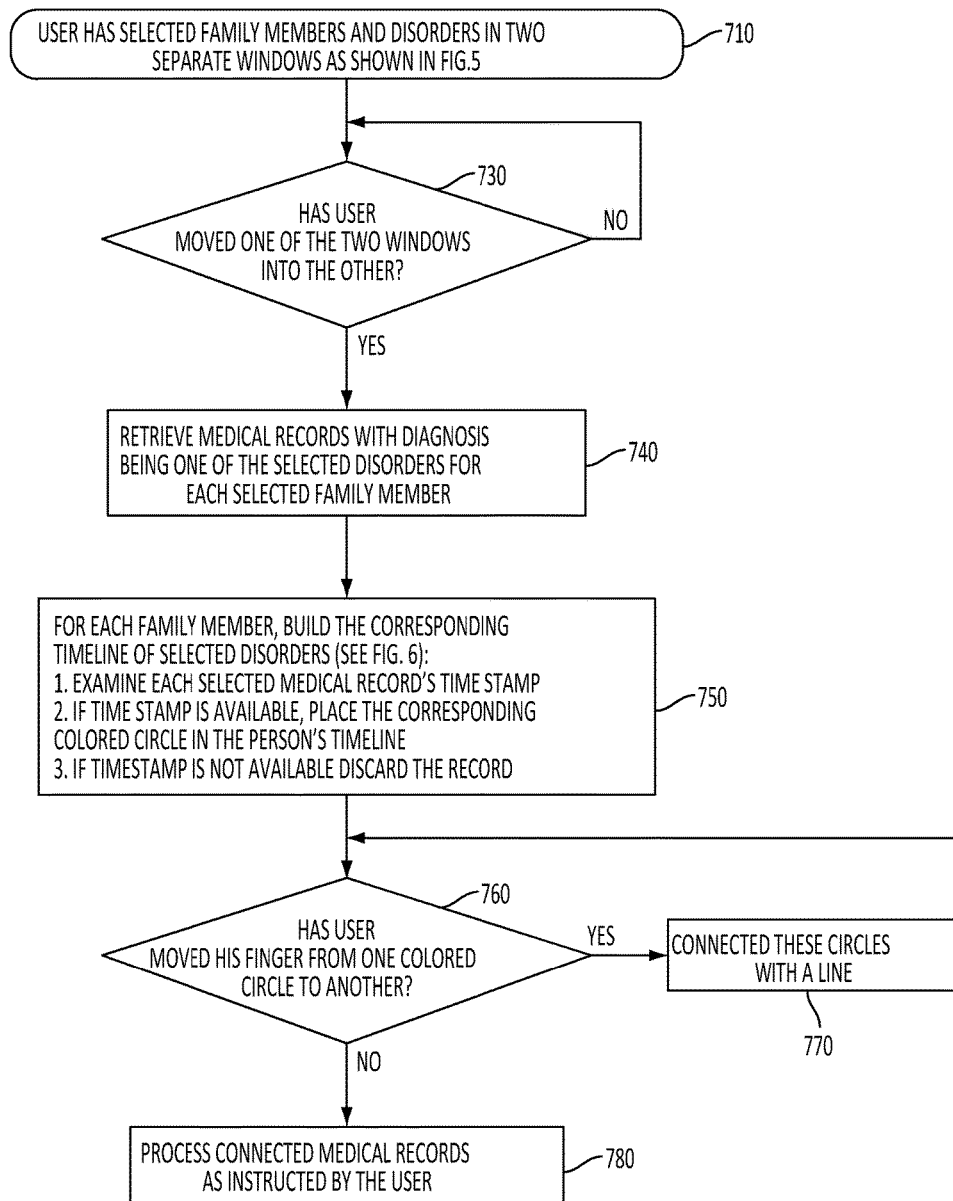 USER HAS SELECTED FAMILY MEMBERS AND DISORDERS IN TWO
SEPARATE WINDOWS AS SHOWN IN FIG.5
710
730
HAS USER
MOVED ONE OF THE TWO WINDOWS
INTO THE OTHER?
NO
YES
RETRIEVE MEDICAL RECORDS WITH DIAGNOSIS
BEING ONE OF THE SELECTED DISORDERS FOR
EACH SELECTED FAMILY MEMBER
740
FOR EACH FAMILY MEMBER, BUILD THE CORRESPONDING
TIMELINE OF SELECTED DISORDERS (SEE FIG. 6):
1. EXAMINE EACH SELECTED MEDICAL RECORD'S TIME STAMP
2. IF TIME STAMP IS AVAILABLE, PLACE THE CORRESPONDING
COLORED CIRCLE IN THE PERSON'S TIMELINE
3. IF TIMESTAMP IS NOT AVAILABLE DISCARD THE RECORD
750
760
HAS USER
MOVED HIS FINGER FROM ONE COLORED
CIRCLE TO ANOTHER?
YES
CONNECTED THESE CIRCLES
WITH A LINE
770
NO
PROCESS CONNECTED MEDICAL RECORDS
AS INSTRUCTED BY THE USER
780